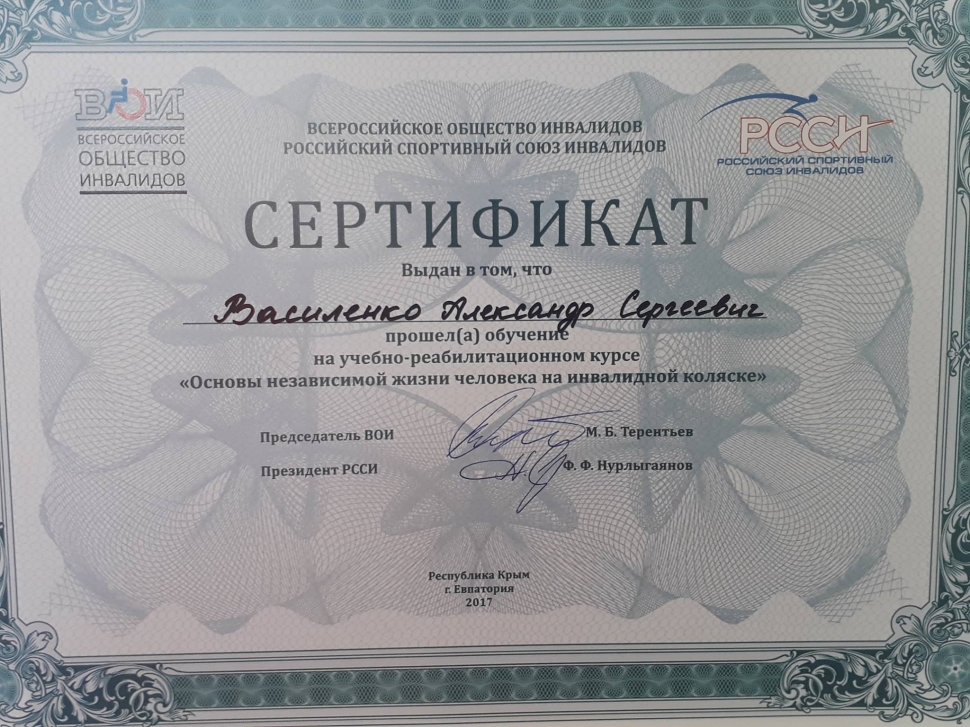 ВОИ
ВСЕРОССИЙСКОЕ
ОБЩЕСТВО
ИНВАЛИДОВ
ВСЕРОССИЙСКОЕ ОБЩЕСТВО ИНВАЛИДОВ
РОССИЙСКИЙ СПОРТИВНЫЙ СОЮЗ ИНВАЛИДОВ
РССИ
РОССИЙСКИЙ СПОРТИВНЫЙ
СОЮЗ ИНВАЛИДОВ
СЕРТИФИКАТ
Выдан в том, что
Василенко Александр Сергеевич
прошел(а) обучение
на учебно-реабилитационном курсе
«Основы независимой жизни человека на инвалидной коляске»
Председатель ВОИ М. Б. Терентьев
Президент РССИ Ф. Ф. Нурлыгаянов
Республика Крым
г. Евпатория
2017